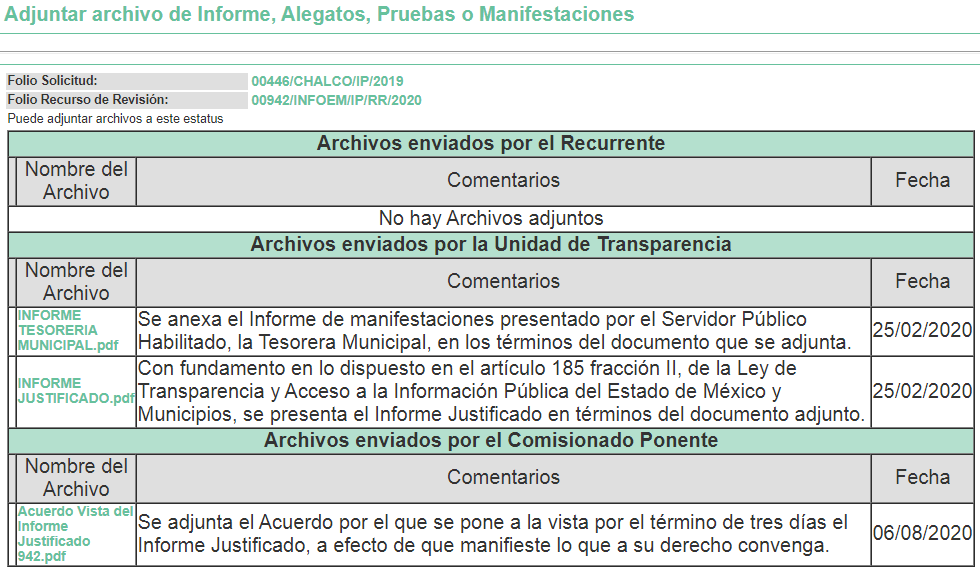 Adjuntar archivo de Informe, Alegatos, Pruebas o Manifestaciones
Folio Solicitud: 00446/CHALCO/IP/2019
Folio Recurso de Revisión: 00942/INFOEM/IP/RR/2020
Puede adjuntar archivos a este estatus
Archivos enviados por el Recurrente
Nombre del
Archivo
Comentarios
Fecha
No hay Archivos adjuntos
Archivos enviados por la Unidad de Transparencia
Nombre del
Archivo
Comentarios
Fecha
INFORME
TESORERIA
MUNICIPAL.pdf
Se anexa el Informe de manifestaciones presentado por el Servidor Público
Habilitado, la Tesorera Municipal, en los términos del documento que se adjunta.
25/02/2020
INFORME
JUSTIFICADO.pdf
Con fundamento en lo dispuesto en el artículo 185 fracción II, de la Ley de
Transparencia y Acceso a la Información Pública del Estado de México y
Municipios, se presenta el Informe Justificado en términos del documento adjunto.
25/02/2020
Archivos enviados por el Comisionado Ponente
Nombre del
Archivo
Comentarios
Fecha
Acuerdo Vista del
Informe
Justificado
942.pdf
Se adjunta el Acuerdo por el que se pone a la vista por el término de tres días el
Informe Justificado, a efecto de que manifieste lo que a su derecho convenga.
06/08/2020